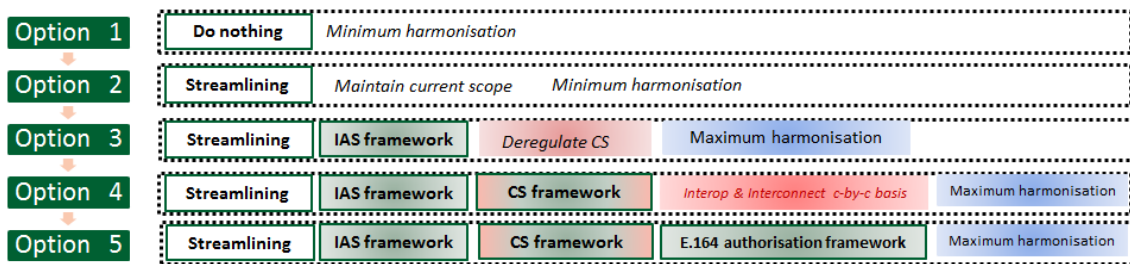 Option 1 Do nothing Minimum harmonisation
Option 2 Streamlining Maintain current scope Minimum harmonisation
Option 3 Streamlining IAS framework Deregulate CS Maximum harmonisation
Option 4 Streamlining IAS framework CS framework Interop & Interconnect c-by-c basis Maximum harmonisation
Option 5 Streamlining IAS framework CS framework E.164 authorisation framework Maximum harmonisation